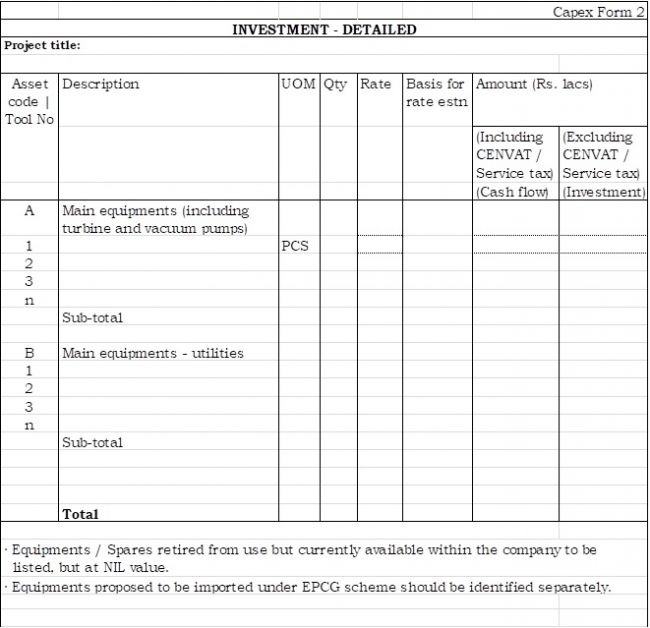 Capex Form 2
INVESTMENT - DETAILED
Project title:
Asset code | Tool No
Description
UOM
Qty
Rate
Basis for rate estn
Amount (Rs. lacs)
(Including CENVAT / Service tax) (Cash flow)
(Excluding CENVAT / Service tax) (Investment)
A Main equipments (including
turbine and vacuum pumps)
1 PCS
2
3
n
Sub-total
B Main equipments - utilities
1
2
3
n
Sub-total
Total
· Equipments / Spares retired from use but currently available within the company to be
listed, but at NIL value.
· Equipments proposed to be imported under EPCG scheme should be identified separately.